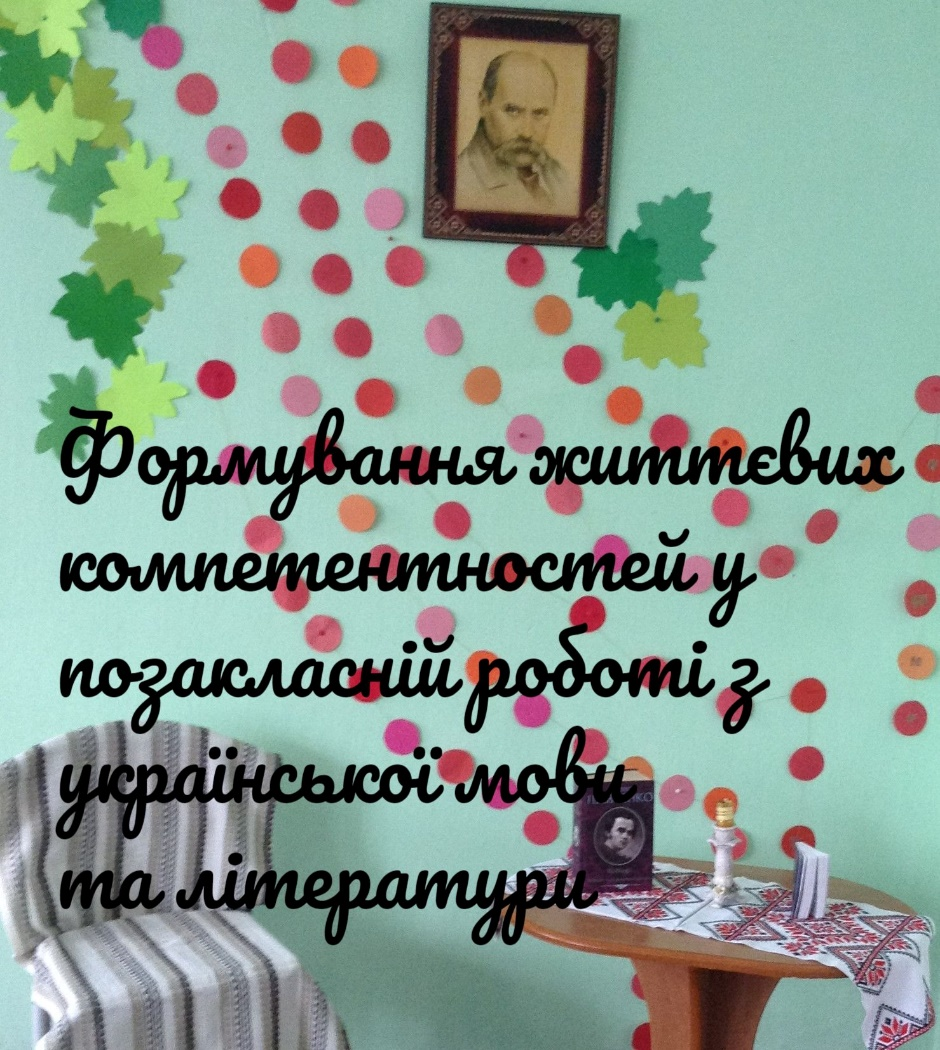 Формування життєвих
компетентностей у
позакласній роботі з
української мови
та літератури